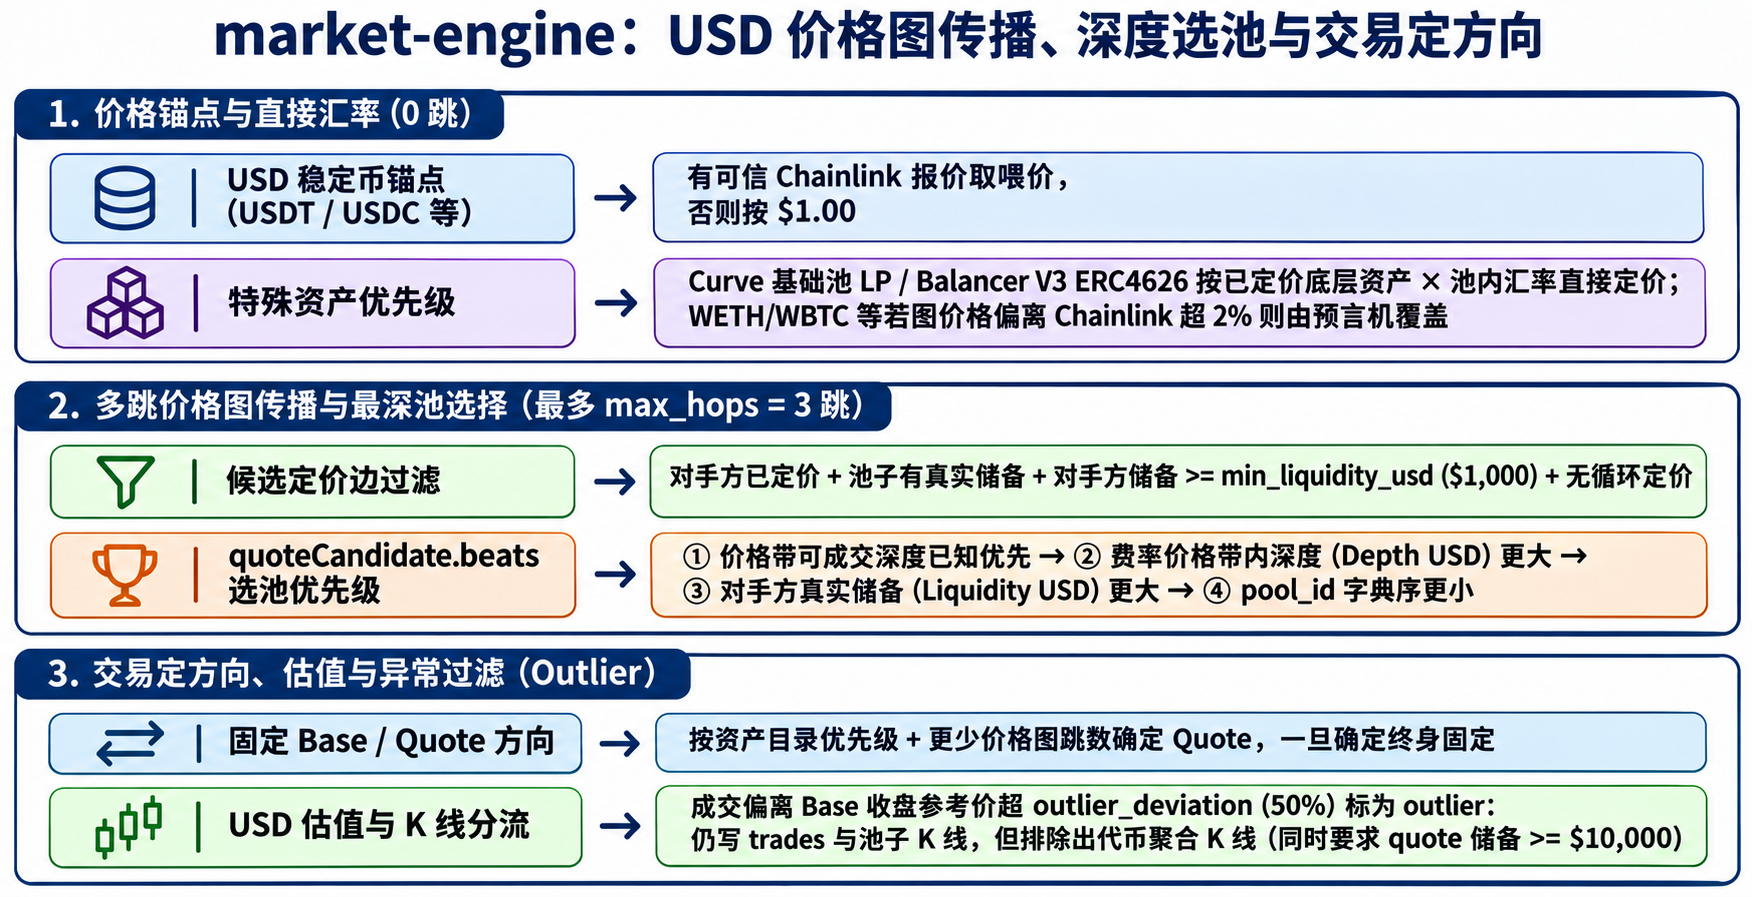 market-engine：USD 价格图传播、深度选池与交易定方向
1. 价格锚点与直接汇率 (0 跳）
USD 稳定币锚点
（USDT / USDC 等）
有可信 Chainlink 报价取喂价，
否则按 $1.00
特殊资产优先级
Curve 基础池 LP / Balancer V3 ERC4626 按已定价底层资产 × 池内汇率直接定价；
WETH/WBTC 等若图价格偏离 Chainlink 超 2% 则由预言机覆盖
2. 多跳价格图传播与最深池选择（最多 max_hops = 3 跳）
候选定价边过滤
对手方已定价 + 池子有真实储备 + 对手方储备 >= min_liquidity_usd ($1,000) + 无循环定价
quoteCandidate.beats
选池优先级
① 价格带可成交深度已知优先 → ② 费率价格带内深度（Depth USD）更大 →
③ 对手方真实储备（Liquidity USD）更大 → ④ pool_id 字典序更小
3. 交易定方向、估值与异常过滤（Outlier）
固定 Base / Quote 方向
按资产目录优先级 + 更少价格图跳数确定 Quote，一旦确定终身固定
USD 估值与 K 线分流
成交偏离 Base 收盘参考价超 outlier_deviation (50%) 标为 outlier：
仍写 trades 与池子 K 线，但排除出代币聚合 K 线（同时要求 quote 储备 >= $10,000）